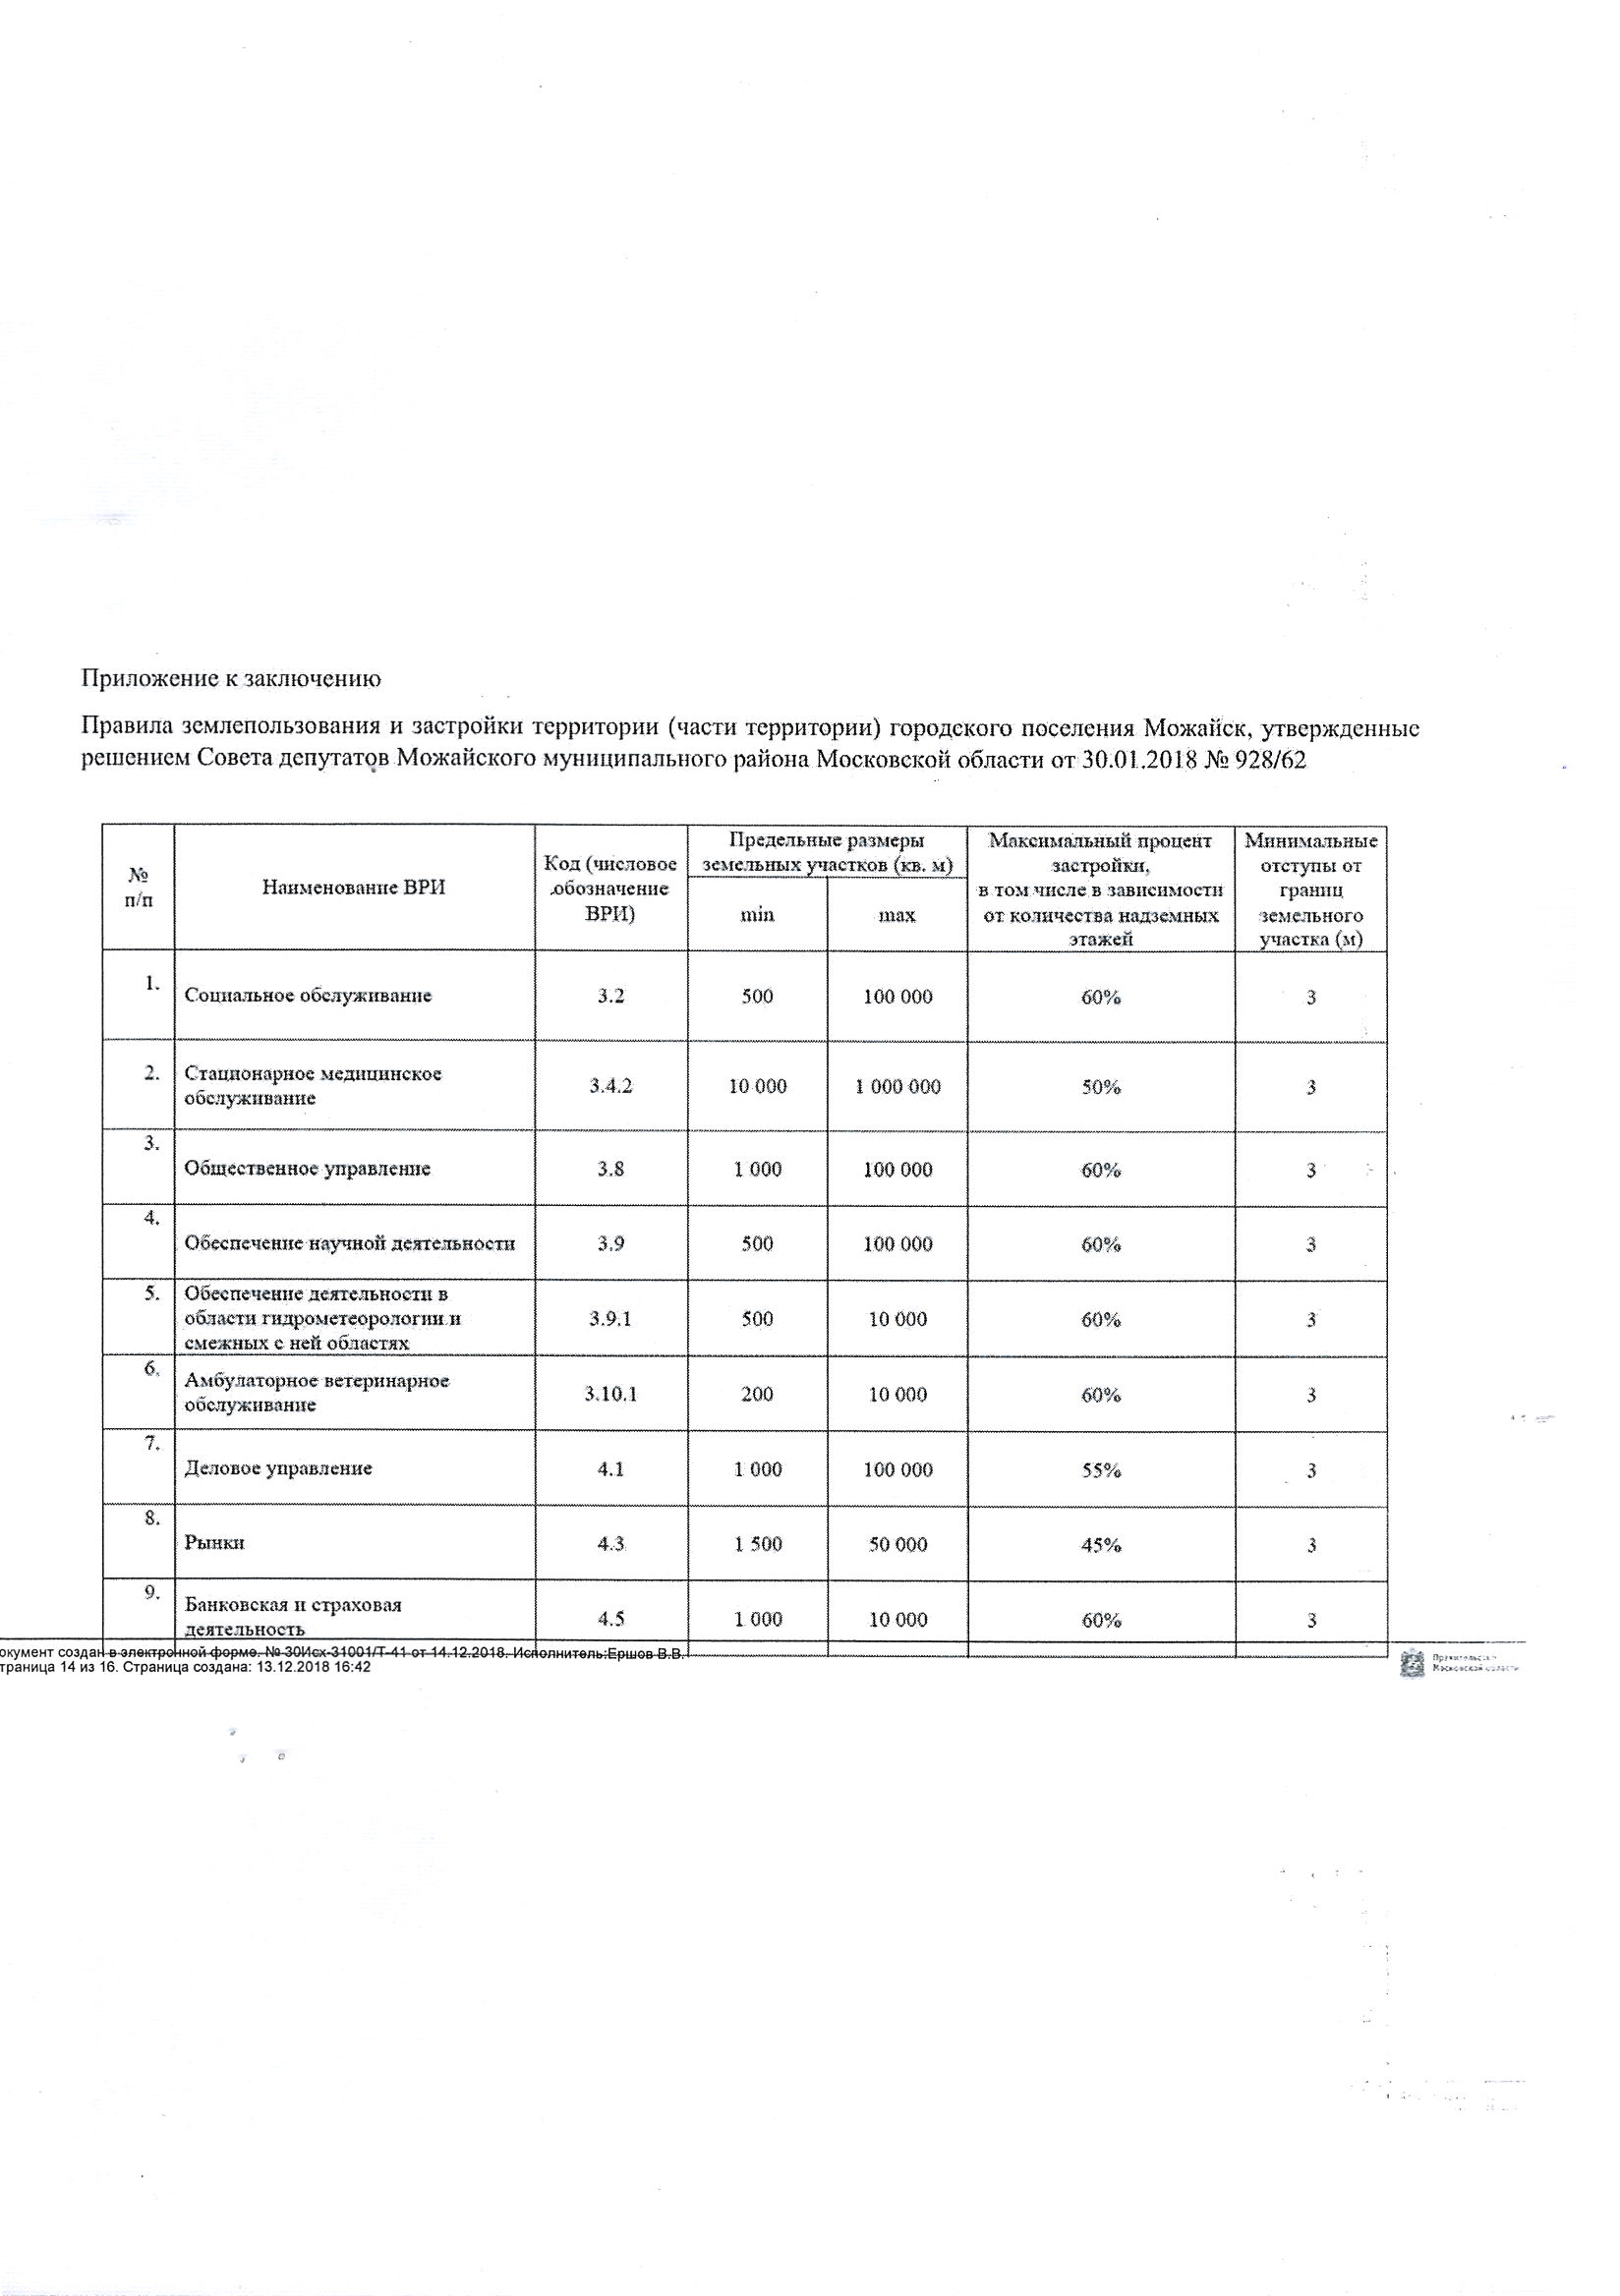 Приложение к заключению
Правила землепользования и застройки территории (части территории) городского поселения Можайск, утвержденные
решением Совета депутатов Можайского муниципального района Московской области от 30.01.2018 № 928/62
№ п/п
Наименование ВРИ
Код (числовое
обозначение
ВРИ)
Предельные размеры
земельных участков (кв. м)
min max
Максимальный процент
застройки,
в том числе в зависимости
от количества надземных
этажей
Минимальные
отступы от
границ
земельного
участка (м)
1. Социальное обслуживание 3.2 500 100 000 60% 3
2. Стационарное медицинское
обслуживание 3.4.2 10 000 1 000 000 50% 3
3. Общественное управление 3.8 1 000 100 000 60% 3
4. Обеспечение научной деятельности 3.9 500 100 000 60% 3
5. Обеспечение деятельности в
области гидрометеорологии и
смежных с ней областях 3.9.1 500 10 000 60% 3
6. Амбулаторное ветеринарное
обслуживание 3.10.1 200 10 000 60% 3
7. Деловое управление 4.1 1 000 100 000 55% 3
8. Рынки 4.3 1 500 50 000 45% 3
9. Банковская и страховая
деятельность 4.5 1 000 10 000 60% 3
окумент создан в электронной форме. № 30Исх-31001/Т-41 от 14.12.2018. Исполнитель:Ершов В.В.
траница 14 из 16. Страница создана: 13.12.2018 16:42
Правительство
Московской области